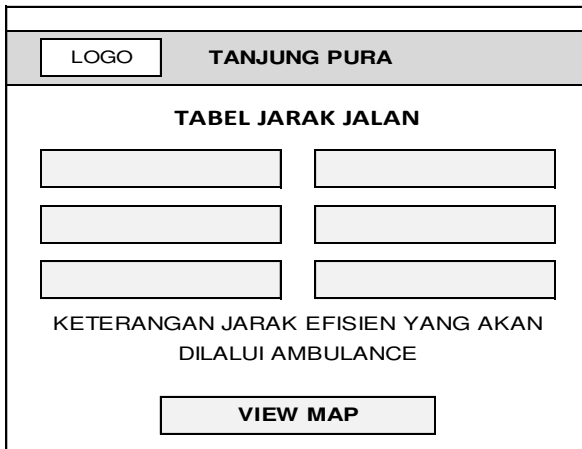 LOGO TANJUNG PURA
TABEL JARAK JALAN
KETERANGAN JARAK EFISIEN YANG AKAN
DILALUI AMBULANCE
VIEW MAP